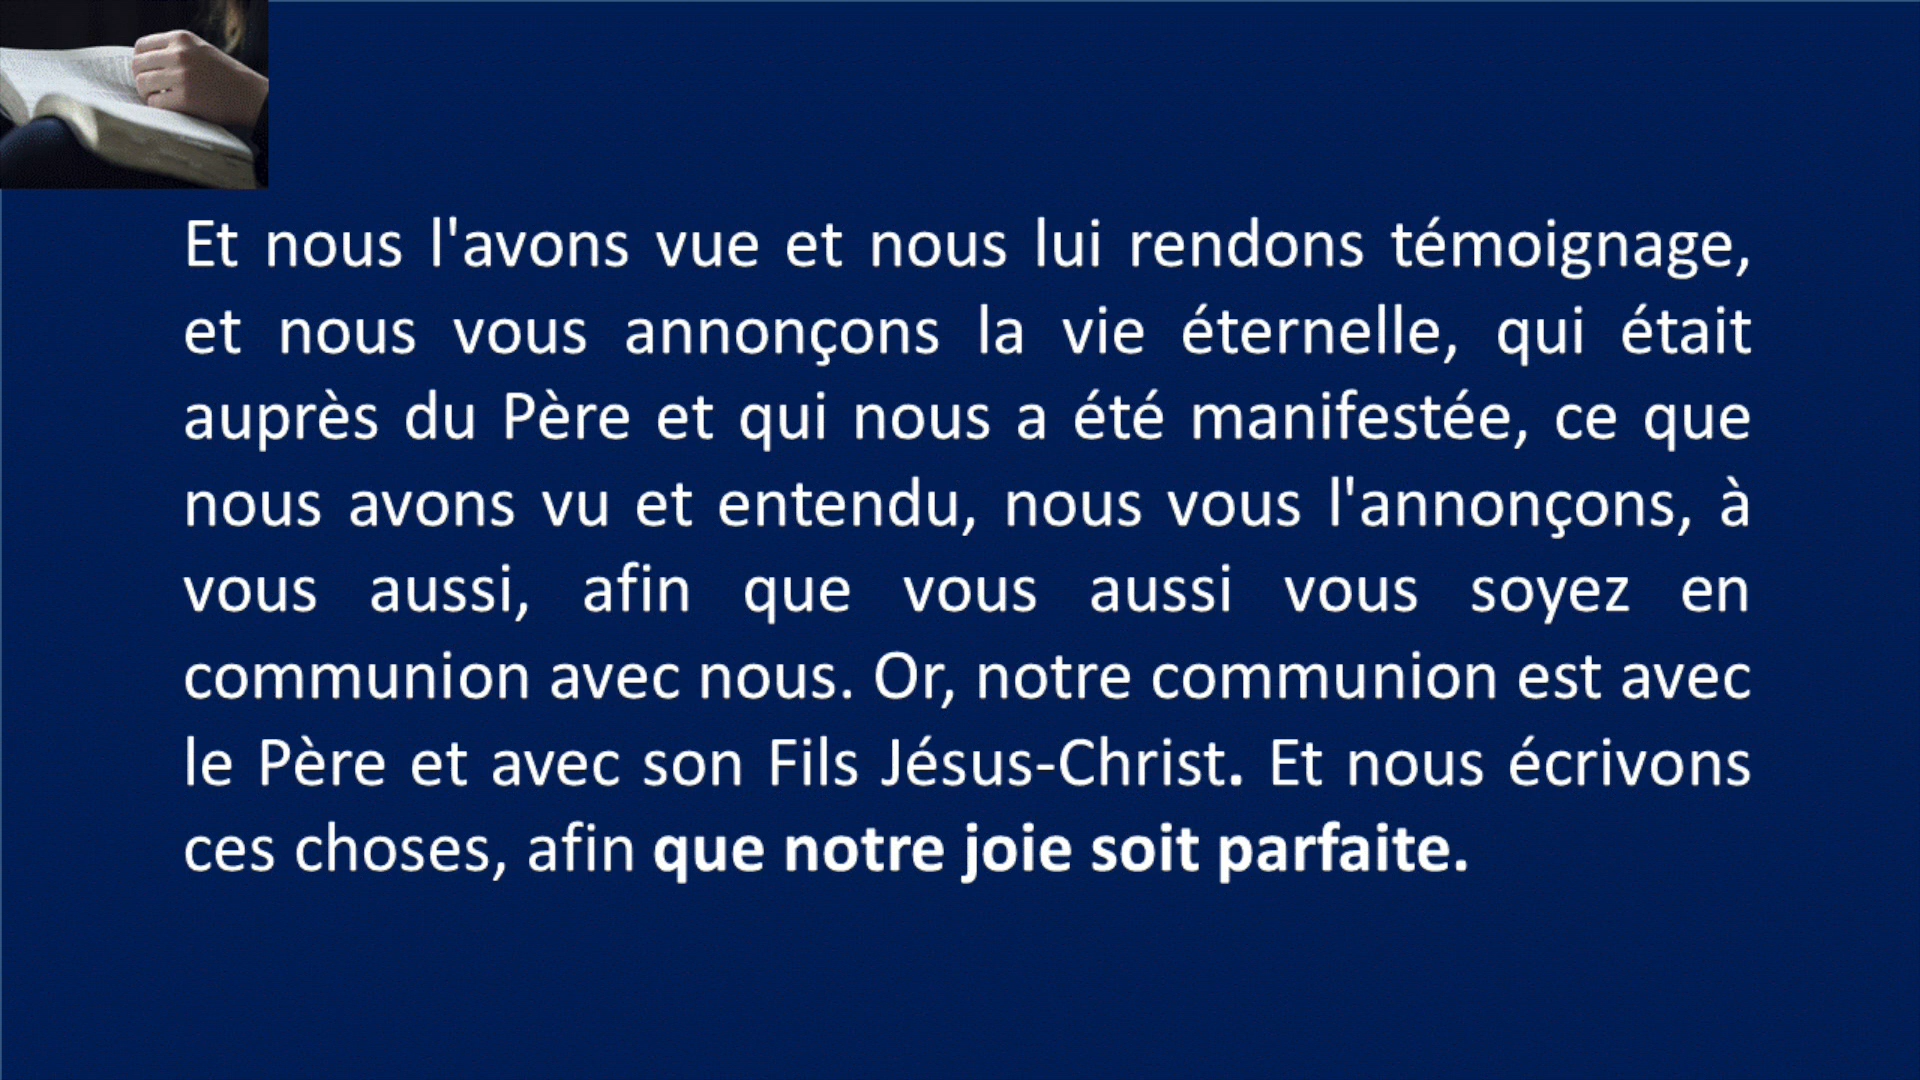 Et nous l'avons vue et nous lui rendons témoignage,
et nous vous annonçons la vie éternelle, qui était
auprès du Père et qui nous a été manifestée, ce que
nous avons vu et entendu, nous vous l'annonçons, à
vous aussi, afin que vous aussi vous soyez en
communion avec nous. Or, notre communion est avec
le Père et avec son Fils Jésus-Christ. Et nous écrivons
ces choses, afin que notre joie soit parfaite.